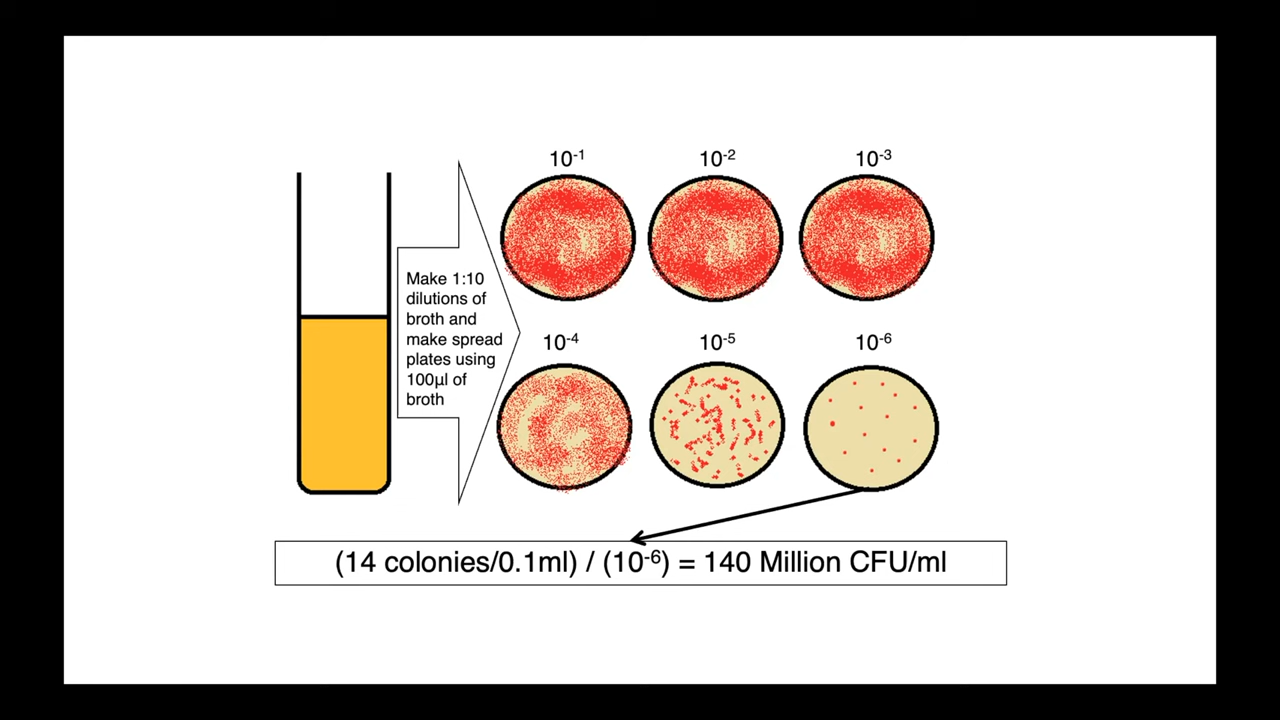 10⁻¹ 10⁻² 10⁻³
Make 1:10
dilutions of
broth and
make spread
plates using
100µl of
broth
10⁻⁴ 10⁻⁵ 10⁻⁶
(14 colonies/0.1ml) / (10⁻⁶) = 140 Million CFU/ml